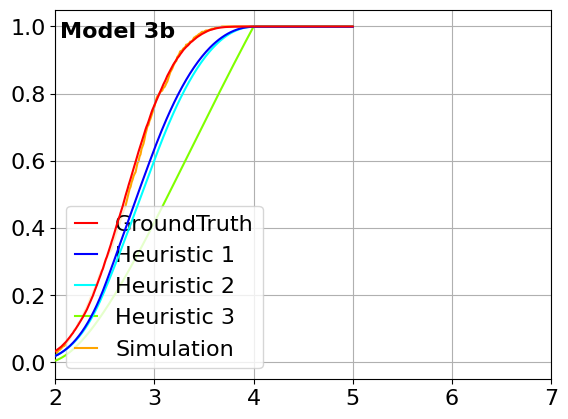 Model 3b
1.0
0.8
0.6
0.4
0.2
0.0
GroundTruth
Heuristic 1
Heuristic 2
Heuristic 3
Simulation
2 3 4 5 6 7